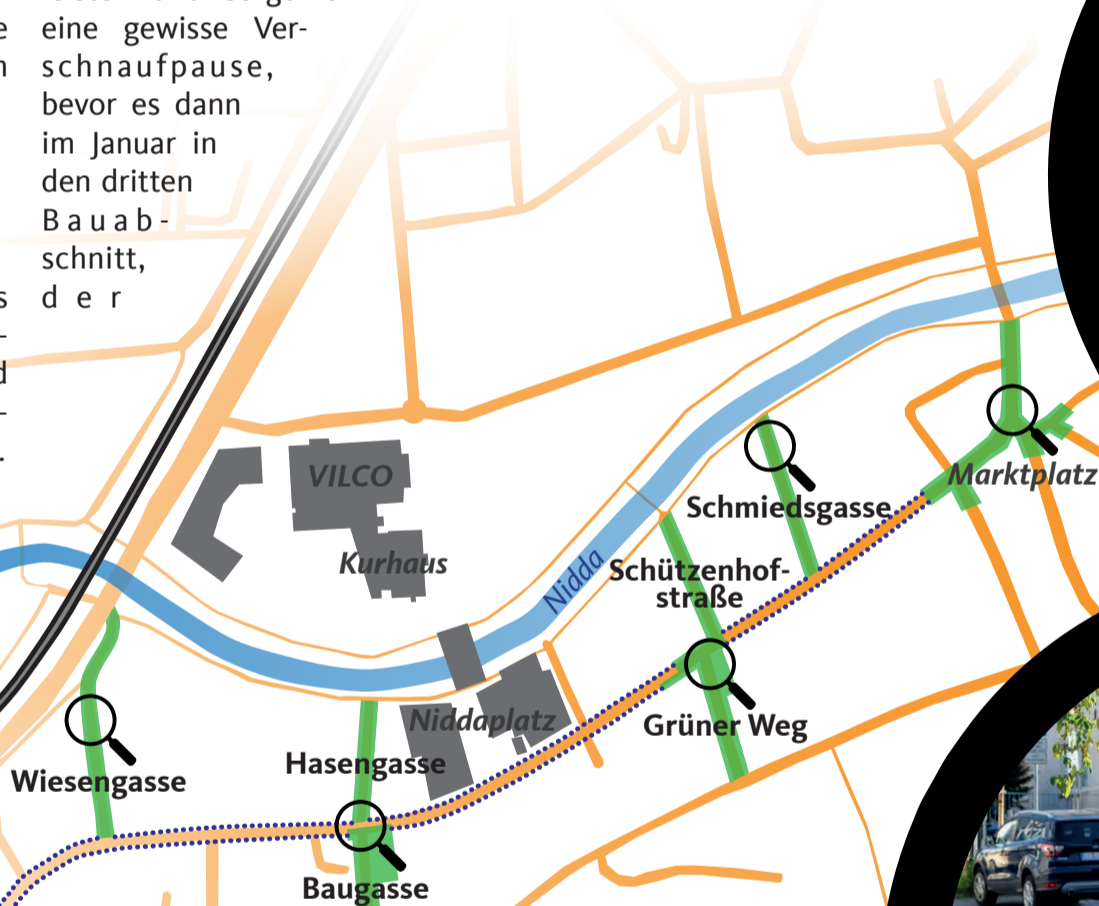 eine gewisse Ver-
schnaufpause,
bevor es dann
im Januar in
den dritten
Bauab-
schnitt,
der
VILCO
Kurhaus
Nidda
Niddaplatz
Marktplatz
Schmiedsgasse
Schützenhof-
straße
Grüner Weg
Wiesengasse
Hasengasse
Baugasse